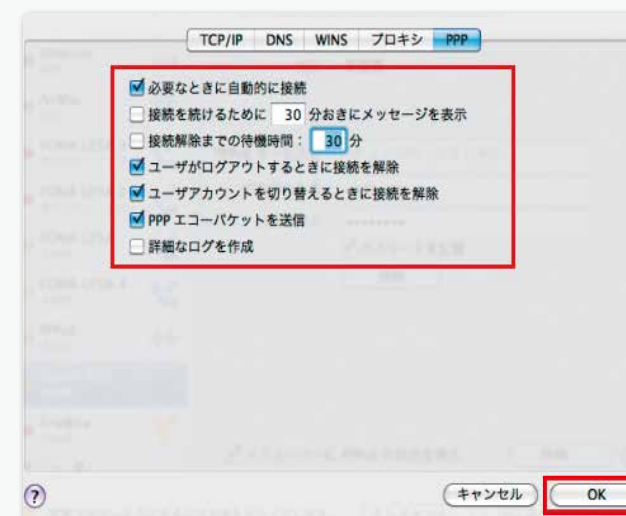 TCP/IP DNS WINS プロキシ PPP
必要なときに自動的に接続
接続を続けるために 30 分おきにメッセージを表示
接続解除までの待機時間： 30 分
ユーザがログアウトするときに接続を解除
ユーザアカウントを切り替えるときに接続を解除
PPP エコーパケットを送信
詳細なログを作成
? キャンセル OK